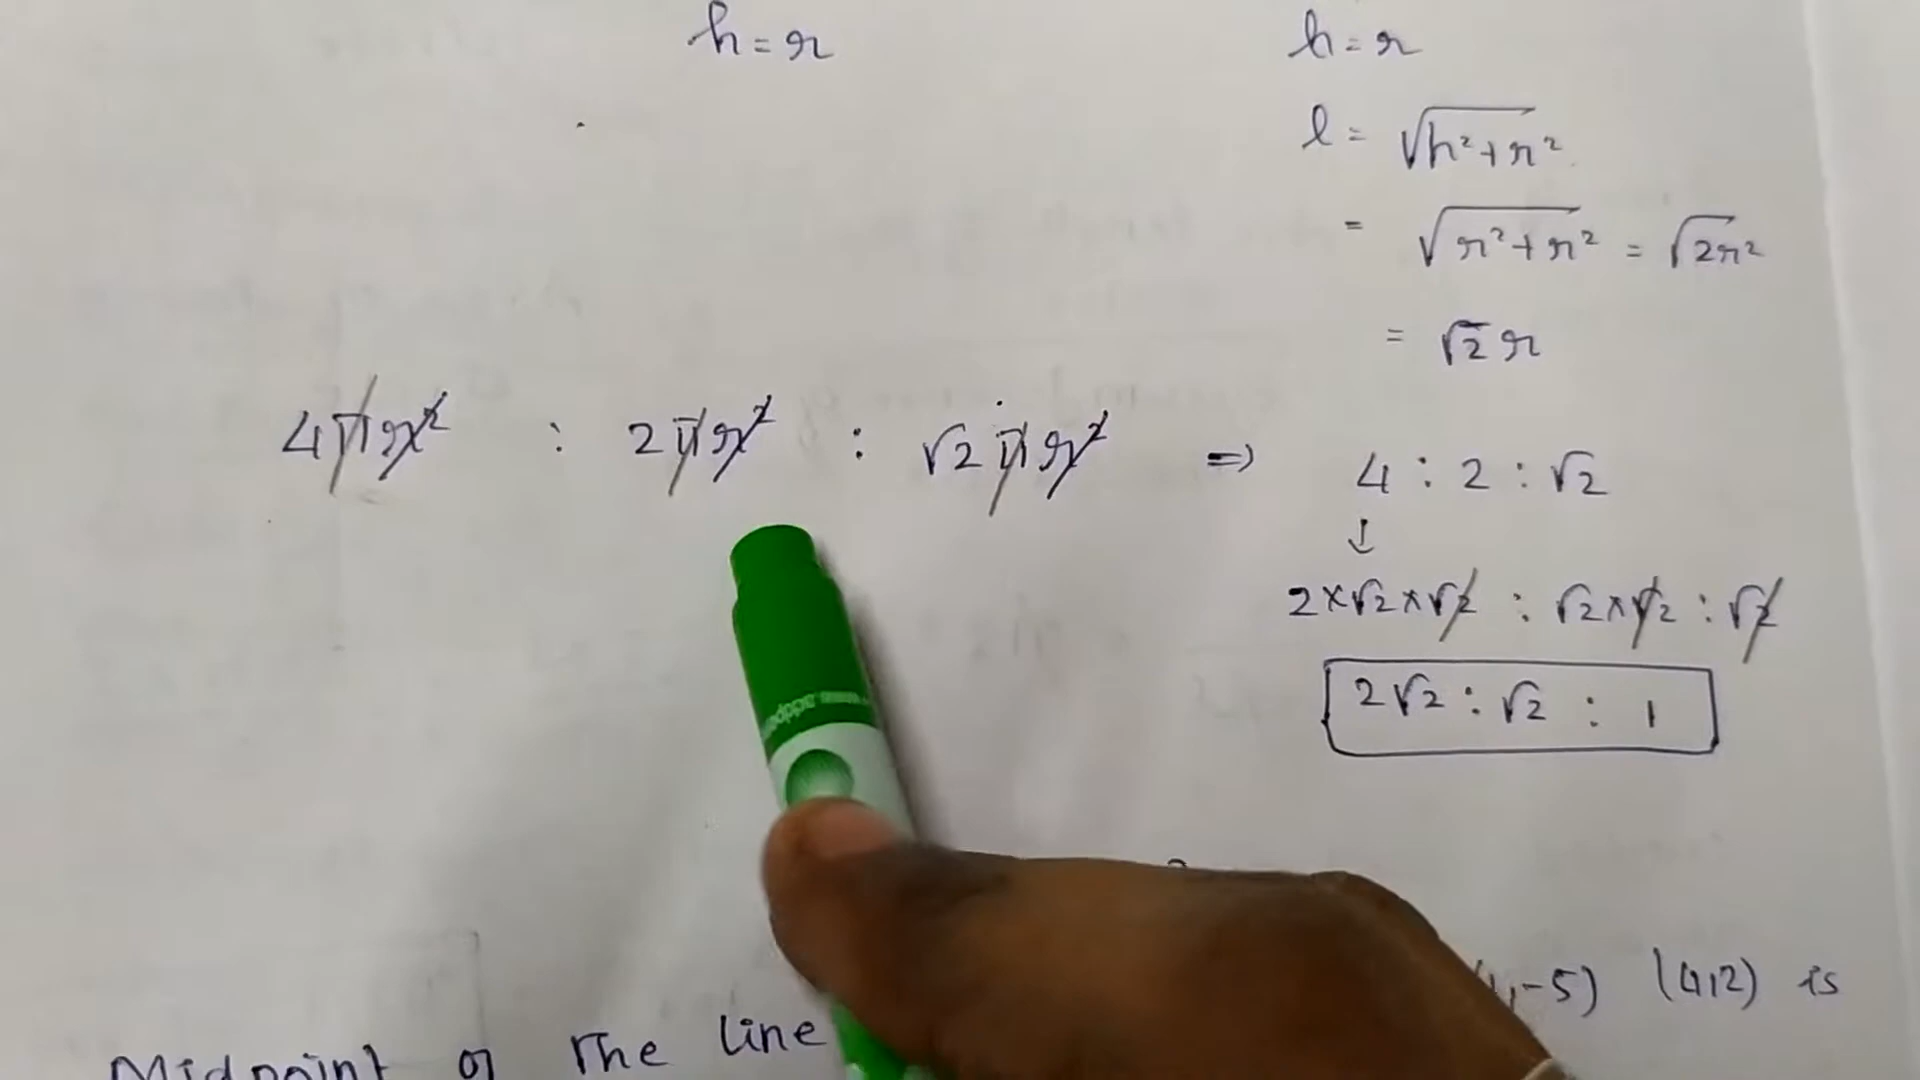 h = r
h = r
l = √h²+r²
= √r²+r² = √2r²
= √2 r
4πr² : 2πr² : √2πr² ⇒ 4 : 2 : √2
↓
2×√2×√2 : √2×√2 : √2
2√2 : √2 : 1
-5) (4,2) is
Midpoint of The line